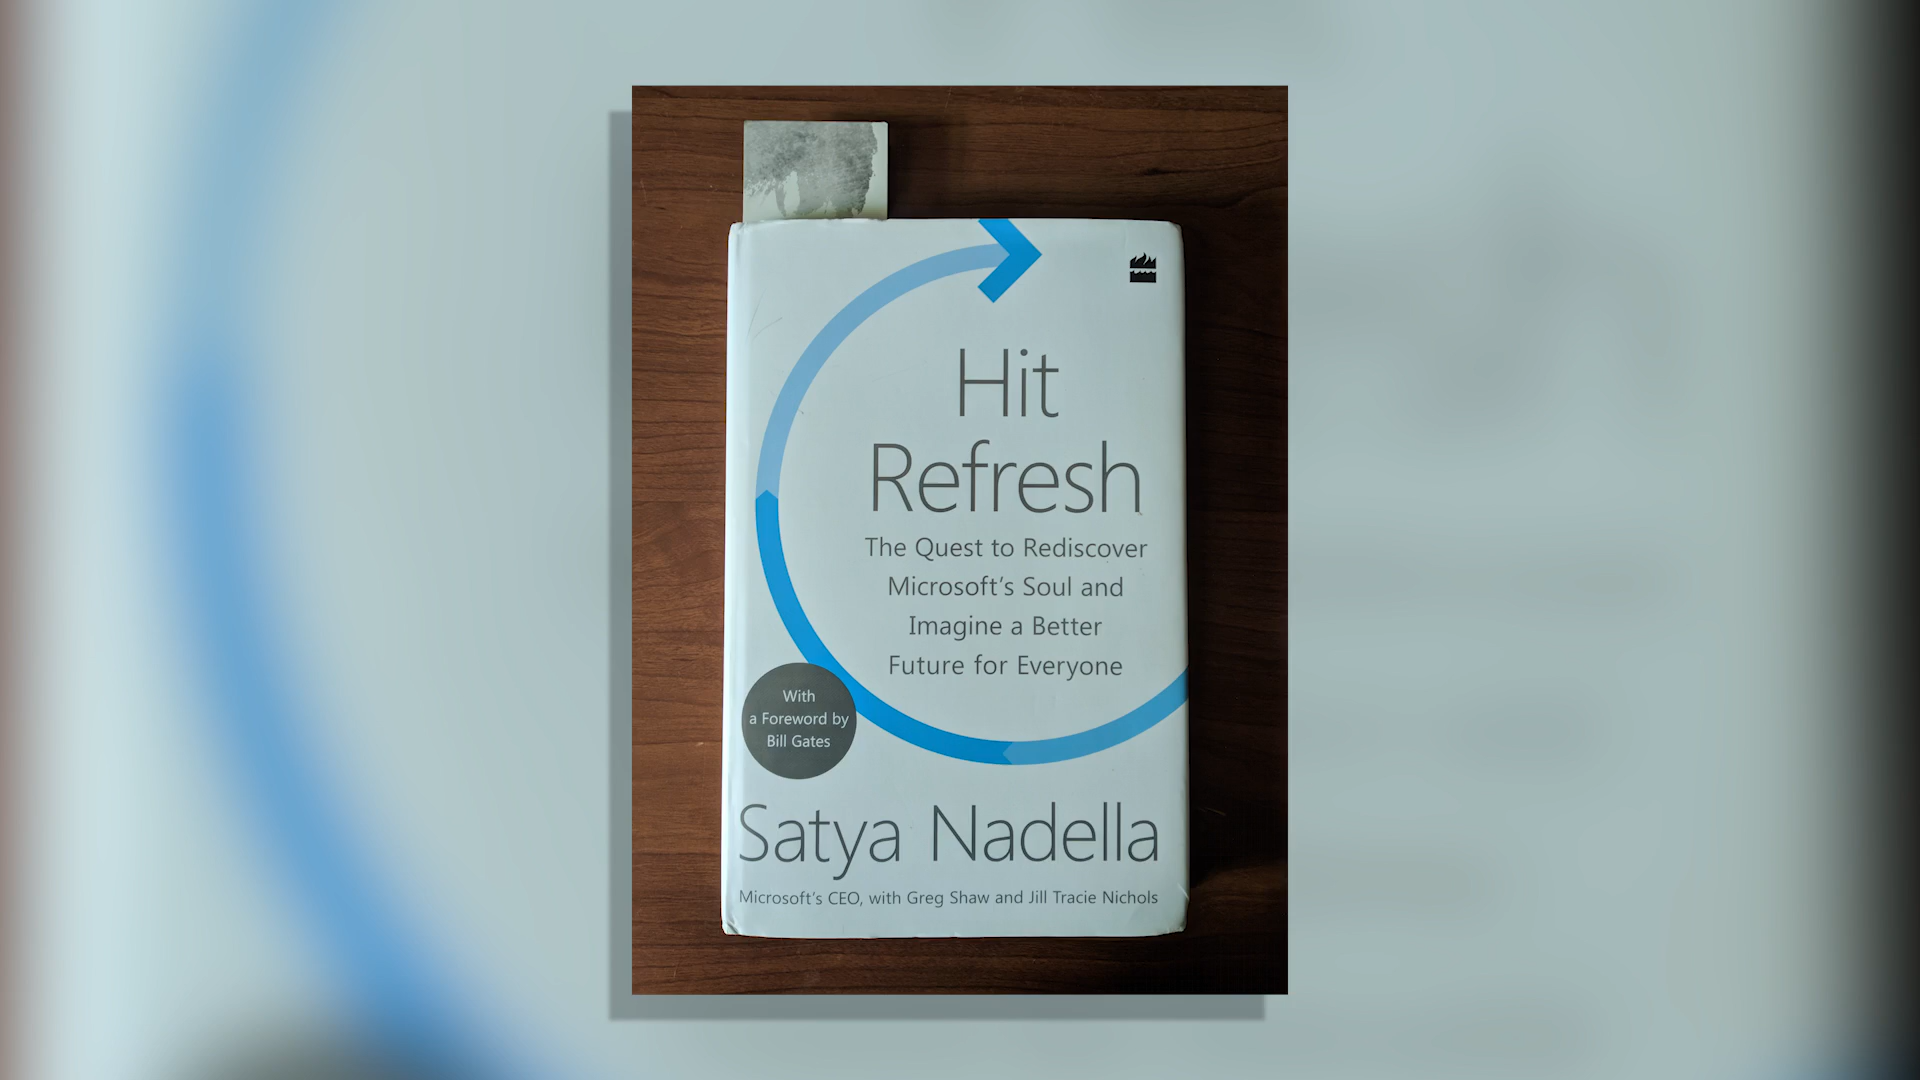 Hit
Refresh
The Quest to Rediscover
Microsoft's Soul and
Imagine a Better
Future for Everyone
With
a Foreword by
Bill Gates
Satya Nadella
Microsoft's CEO, with Greg Shaw and Jill Tracie Nichols